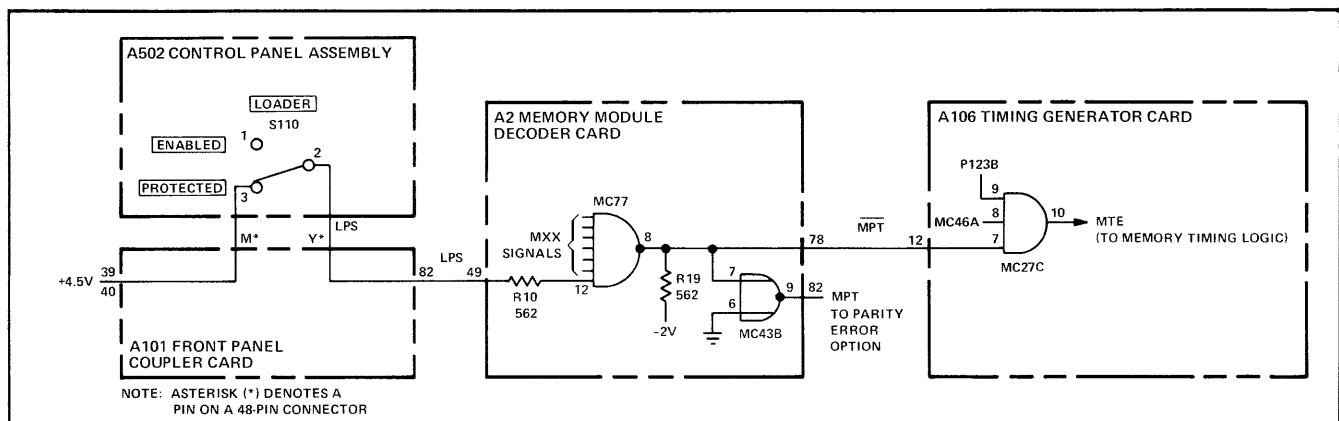 A502 CONTROL PANEL ASSEMBLY
LOADER
S110
1
ENABLED
2
PROTECTED
3
M*
Y*
LPS
+4.5V
39
40
82
LPS
49
A101 FRONT PANEL
COUPLER CARD
NOTE: ASTERISK (*) DENOTES A
PIN ON A 48-PIN CONNECTOR
A2 MEMORY MODULE
DECODER CARD
MC77
MXX
SIGNALS
8
R10
562
12
R19
562
-2V
7
6
MC43B
9
82
MPT
TO PARITY
ERROR
OPTION
78
MPT
12
A106 TIMING GENERATOR CARD
P123B
9
MC46A
8
7
10
MTE
(TO MEMORY TIMING LOGIC)
MC27C